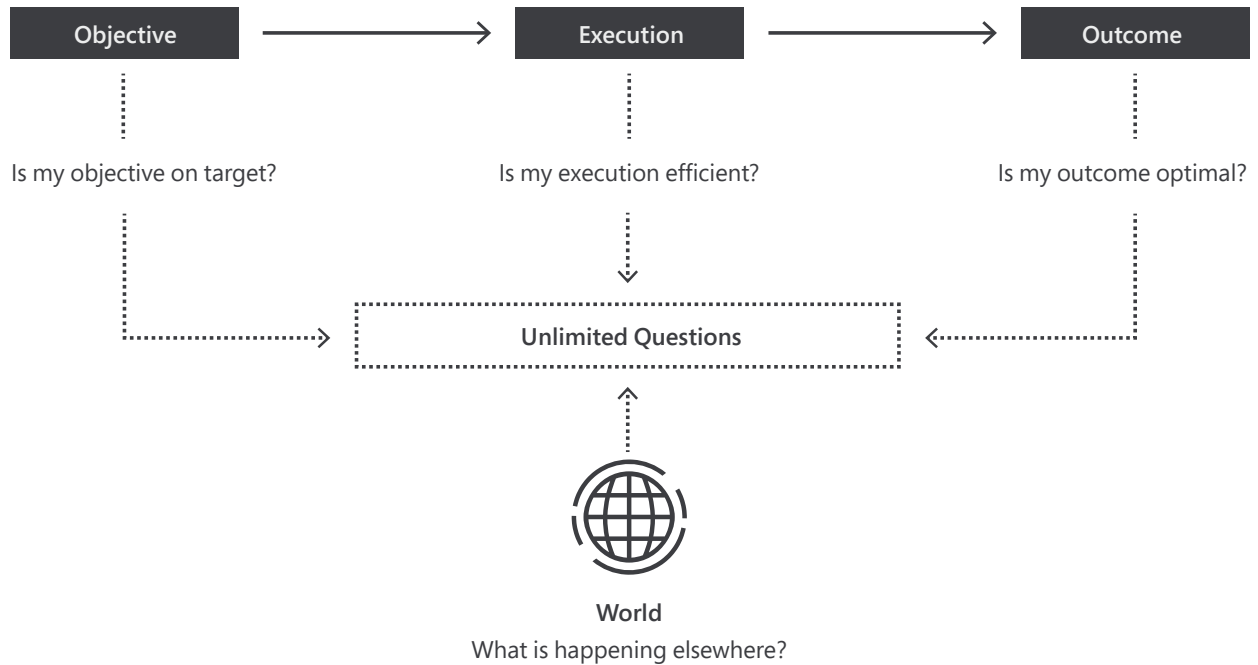 Objective
Execution
Outcome
Is my objective on target?
Is my execution efficient?
Is my outcome optimal?
Unlimited Questions
World
What is happening elsewhere?